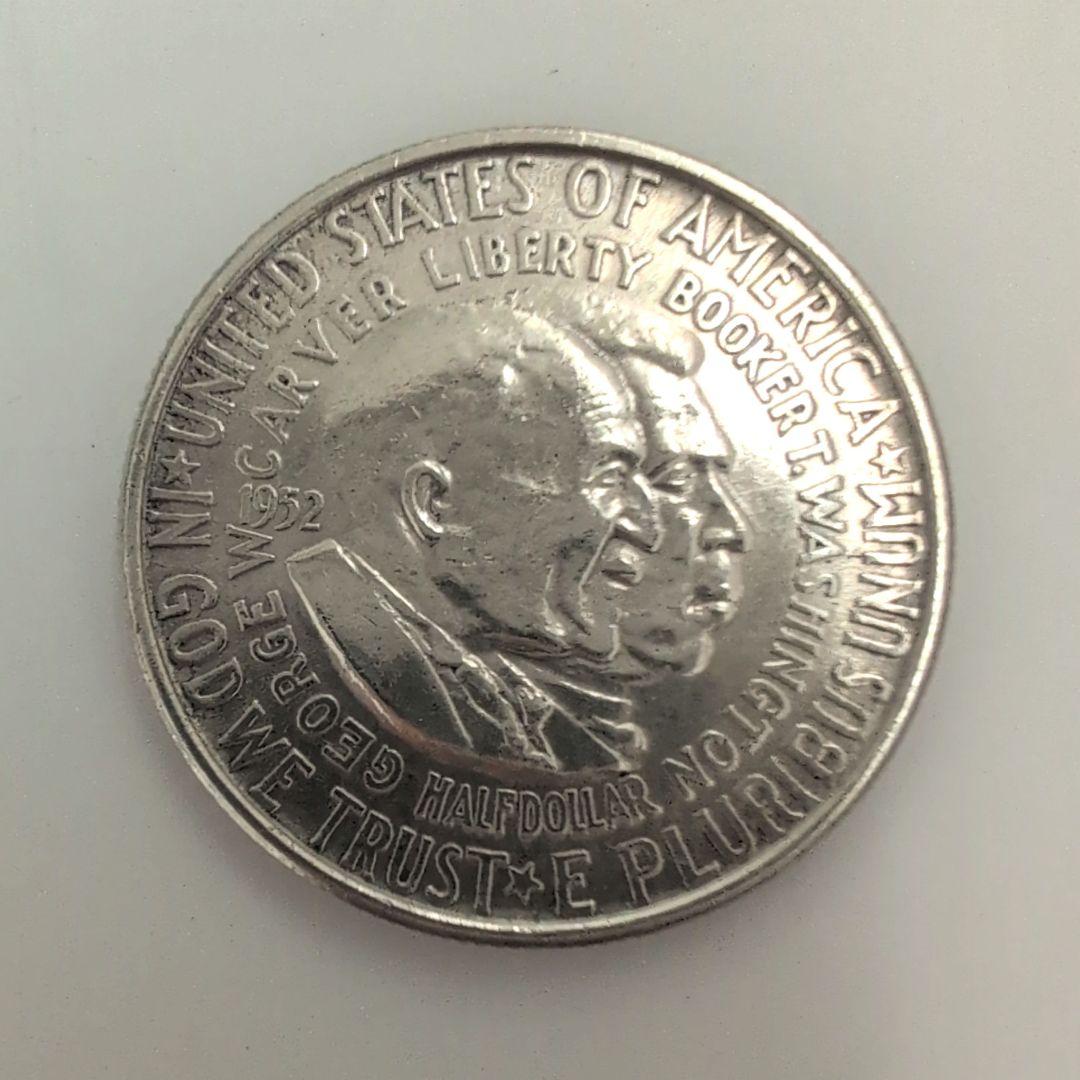 UNITED STATES OF AMERICA ★ E PLURIBUS UNUM ★ IN GOD WE TRUST ★
GEORGE W CARVER LIBERTY BOOKER T. WASHINGTON
1952
HALF DOLLAR